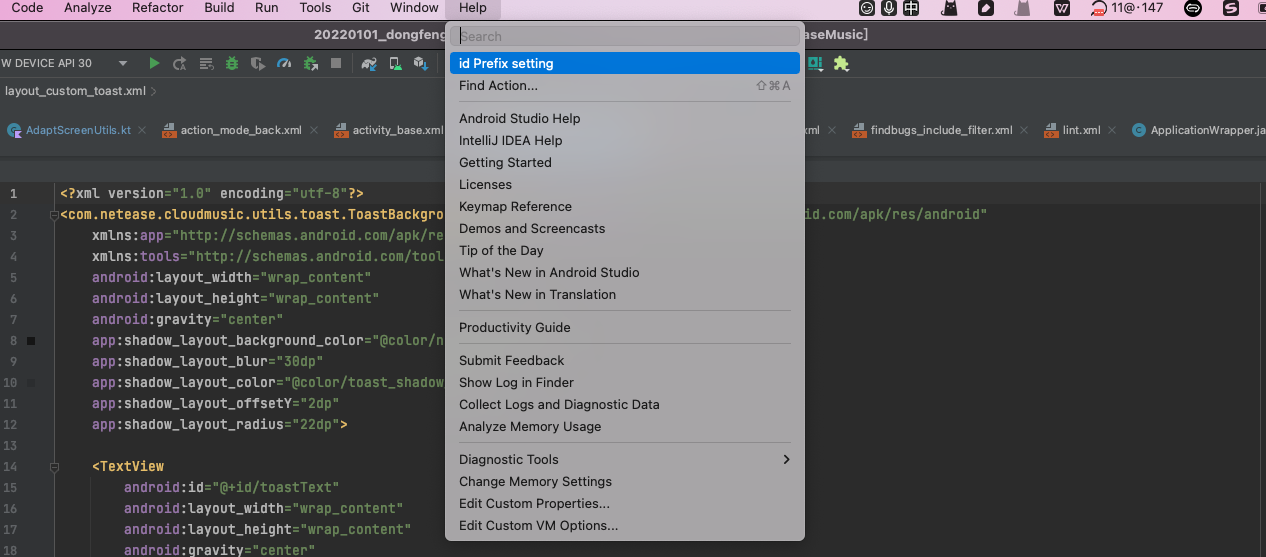 Code Analyze Refactor Build Run Tools Git Window Help 中 W 11@·147 S
20220101_dongfeng aseMusic]
W DEVICE API 30
layout_custom_toast.xml
AdaptScreenUtils.kt action_mode_back.xml activity_base.xml ml findbugs_include_filter.xml lint.xml ApplicationWrapper.ja
Search
id Prefix setting
Find Action... ⇧⌘A
Android Studio Help
IntelliJ IDEA Help
Getting Started
Licenses
Keymap Reference
Demos and Screencasts
Tip of the Day
What's New in Android Studio
What's New in Translation
Productivity Guide
Submit Feedback
Show Log in Finder
Collect Logs and Diagnostic Data
Analyze Memory Usage
Diagnostic Tools
Change Memory Settings
Edit Custom Properties...
Edit Custom VM Options...
1 <?xml version="1.0" encoding="utf-8"?>
2 <com.netease.cloudmusic.utils.toast.ToastBackgro id.com/apk/res/android"
3 xmlns:app="http://schemas.android.com/apk/re
4 xmlns:tools="http://schemas.android.com/tool
5 android:layout_width="wrap_content"
6 android:layout_height="wrap_content"
7 android:gravity="center"
8 app:shadow_layout_background_color="@color/n
9 app:shadow_layout_blur="30dp"
10 app:shadow_layout_color="@color/toast_shadow
11 app:shadow_layout_offsetY="2dp"
12 app:shadow_layout_radius="22dp">
13
14 <TextView
15 android:id="@+id/toastText"
16 android:layout_width="wrap_content"
17 android:layout_height="wrap_content"
18 android:gravity="center"